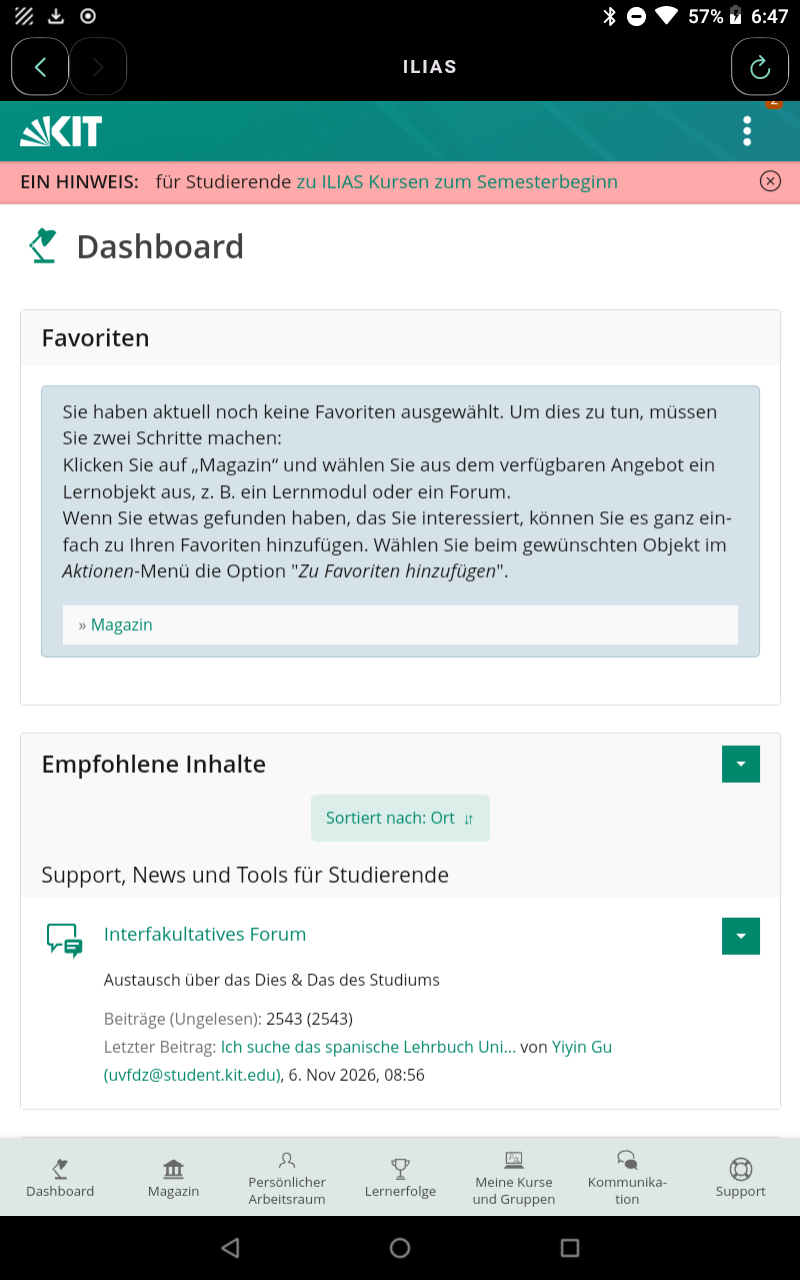 57% 6:47
ILIAS
KIT
2
EIN HINWEIS: für Studierende zu ILIAS Kursen zum Semesterbeginn
Dashboard
Favoriten
Sie haben aktuell noch keine Favoriten ausgewählt. Um dies zu tun, müssen
Sie zwei Schritte machen:
Klicken Sie auf „Magazin“ und wählen Sie aus dem verfügbaren Angebot ein
Lernobjekt aus, z. B. ein Lernmodul oder ein Forum.
Wenn Sie etwas gefunden haben, das Sie interessiert, können Sie es ganz ein-
fach zu Ihren Favoriten hinzufügen. Wählen Sie beim gewünschten Objekt im
Aktionen-Menü die Option "Zu Favoriten hinzufügen".
» Magazin
Empfohlene Inhalte
Sortiert nach: Ort
Support, News und Tools für Studierende
Interfakultatives Forum
Austausch über das Dies & Das des Studiums
Beiträge (Ungelesen): 2543 (2543)
Letzter Beitrag: Ich suche das spanische Lehrbuch Uni... von Yiyin Gu
(uvfdz@student.kit.edu), 6. Nov 2026, 08:56
Dashboard
Magazin
Persönlicher
Arbeitsraum
Lernerfolge
Meine Kurse
und Gruppen
Kommunika-
tion
Support